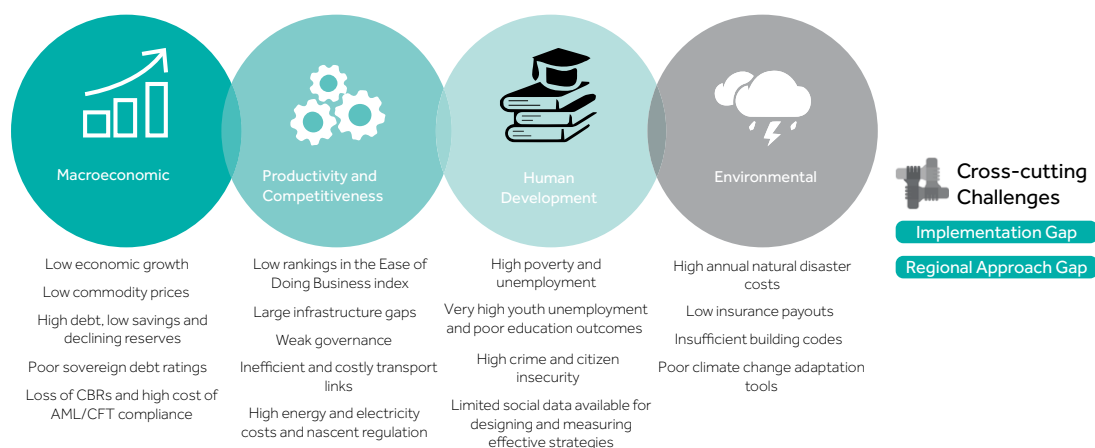 Macroeconomic
Low economic growth
Low commodity prices
High debt, low savings and
declining reserves
Poor sovereign debt ratings
Loss of CBRs and high cost of
AML/CFT compliance
Productivity and
Competitiveness
Low rankings in the Ease of
Doing Business index
Large infrastructure gaps
Weak governance
Inefficient and costly transport
links
High energy and electricity
costs and nascent regulation
Human
Development
High poverty and
unemployment
Very high youth unemployment
and poor education outcomes
High crime and citizen
insecurity
Limited social data available for
designing and measuring
effective strategies
Environmental
High annual natural disaster
costs
Low insurance payouts
Insufficient building codes
Poor climate change adaptation
tools
Cross-cutting
Challenges
Implementation Gap
Regional Approach Gap